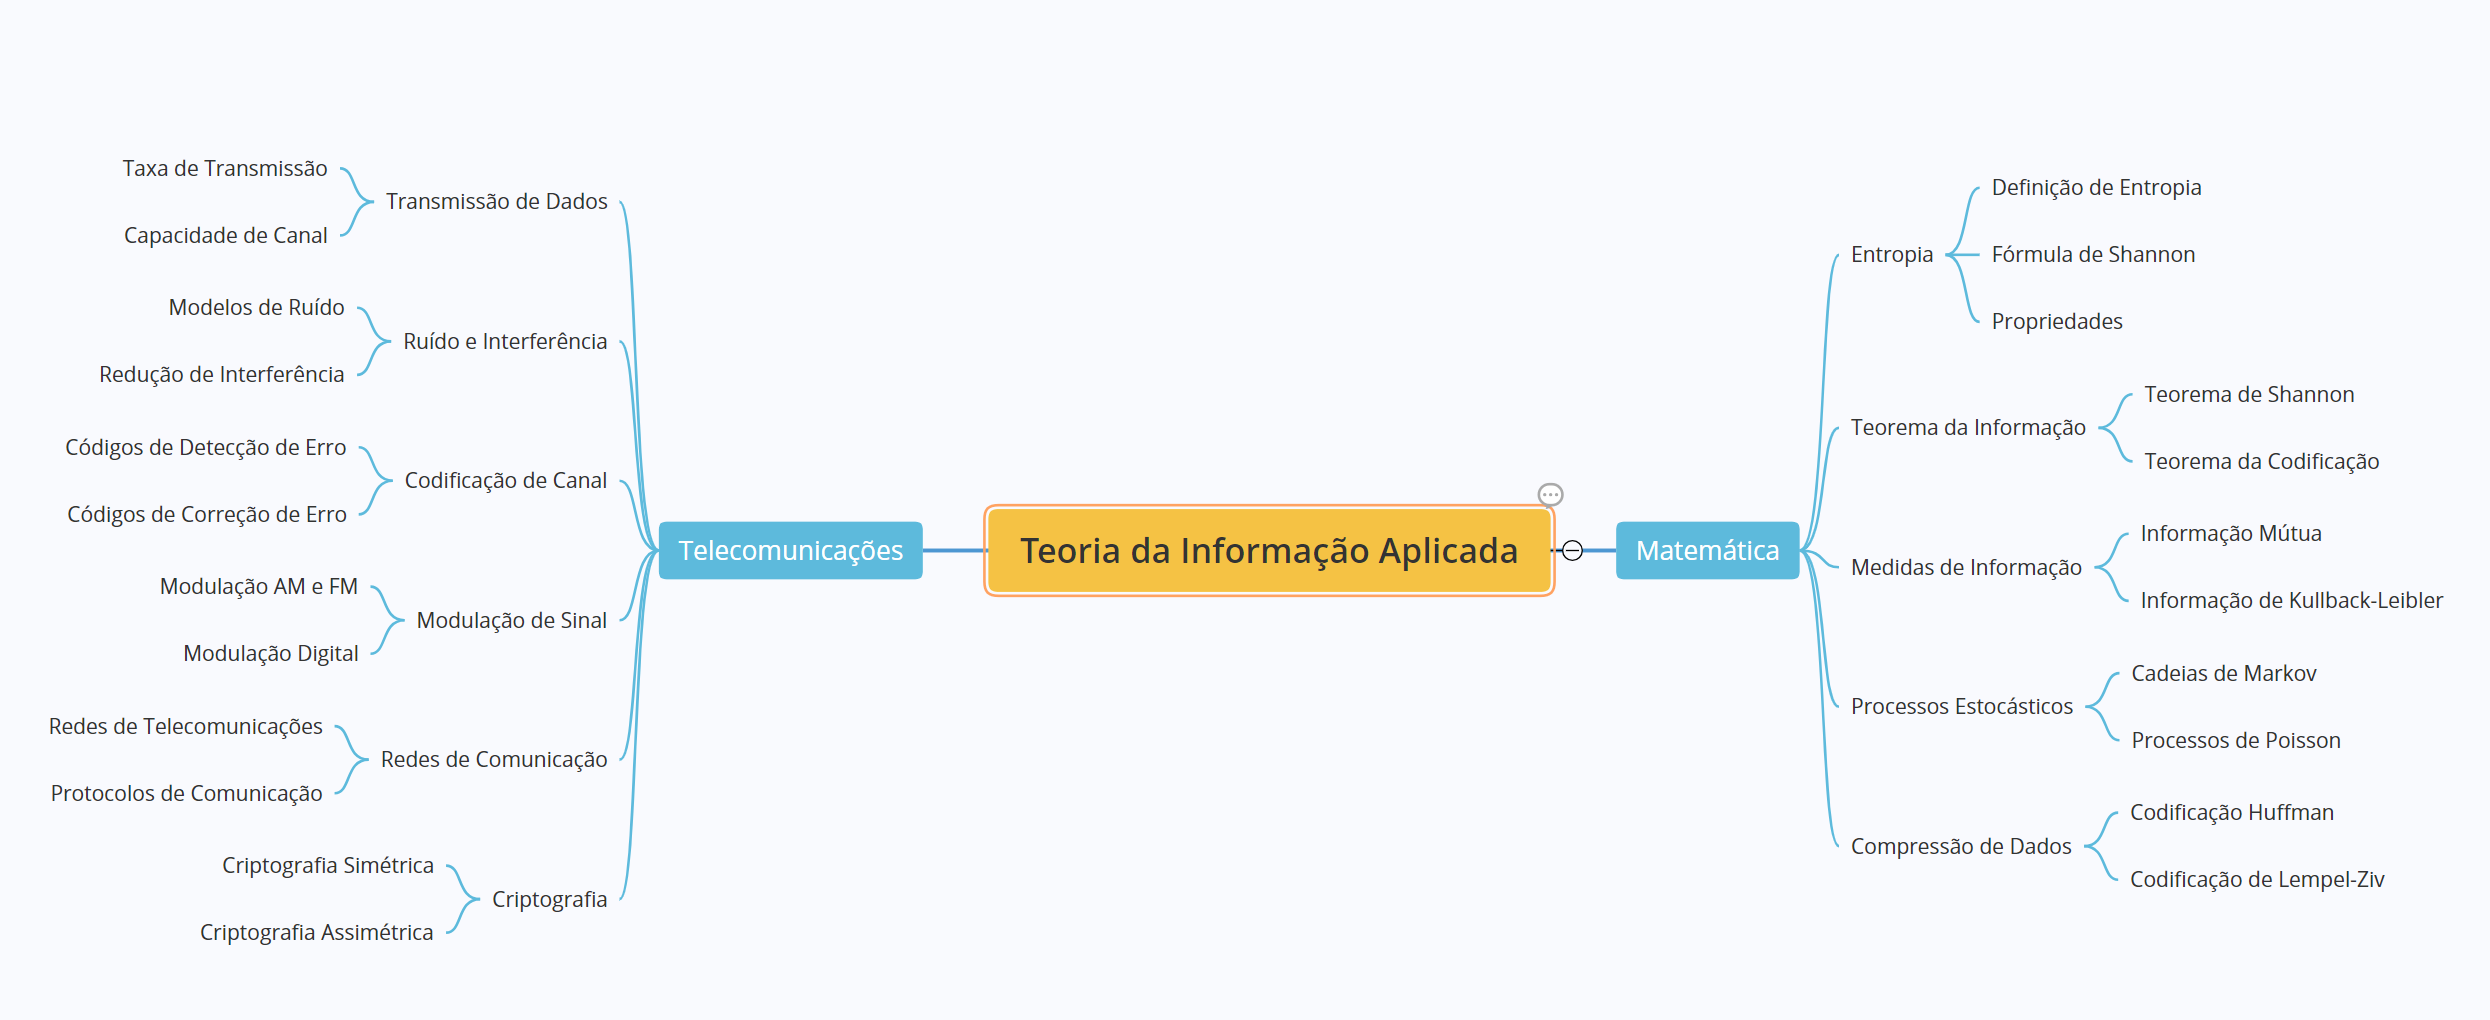 Teoria da Informação Aplicada
Telecomunicações
Transmissão de Dados
Taxa de Transmissão
Capacidade de Canal
Ruído e Interferência
Modelos de Ruído
Redução de Interferência
Codificação de Canal
Códigos de Detecção de Erro
Códigos de Correção de Erro
Modulação de Sinal
Modulação AM e FM
Modulação Digital
Redes de Comunicação
Redes de Telecomunicações
Protocolos de Comunicação
Criptografia
Criptografia Simétrica
Criptografia Assimétrica
Matemática
Entropia
Definição de Entropia
Fórmula de Shannon
Propriedades
Teorema da Informação
Teorema de Shannon
Teorema da Codificação
Medidas de Informação
Informação Mútua
Informação de Kullback-Leibler
Processos Estocásticos
Cadeias de Markov
Processos de Poisson
Compressão de Dados
Codificação Huffman
Codificação de Lempel-Ziv